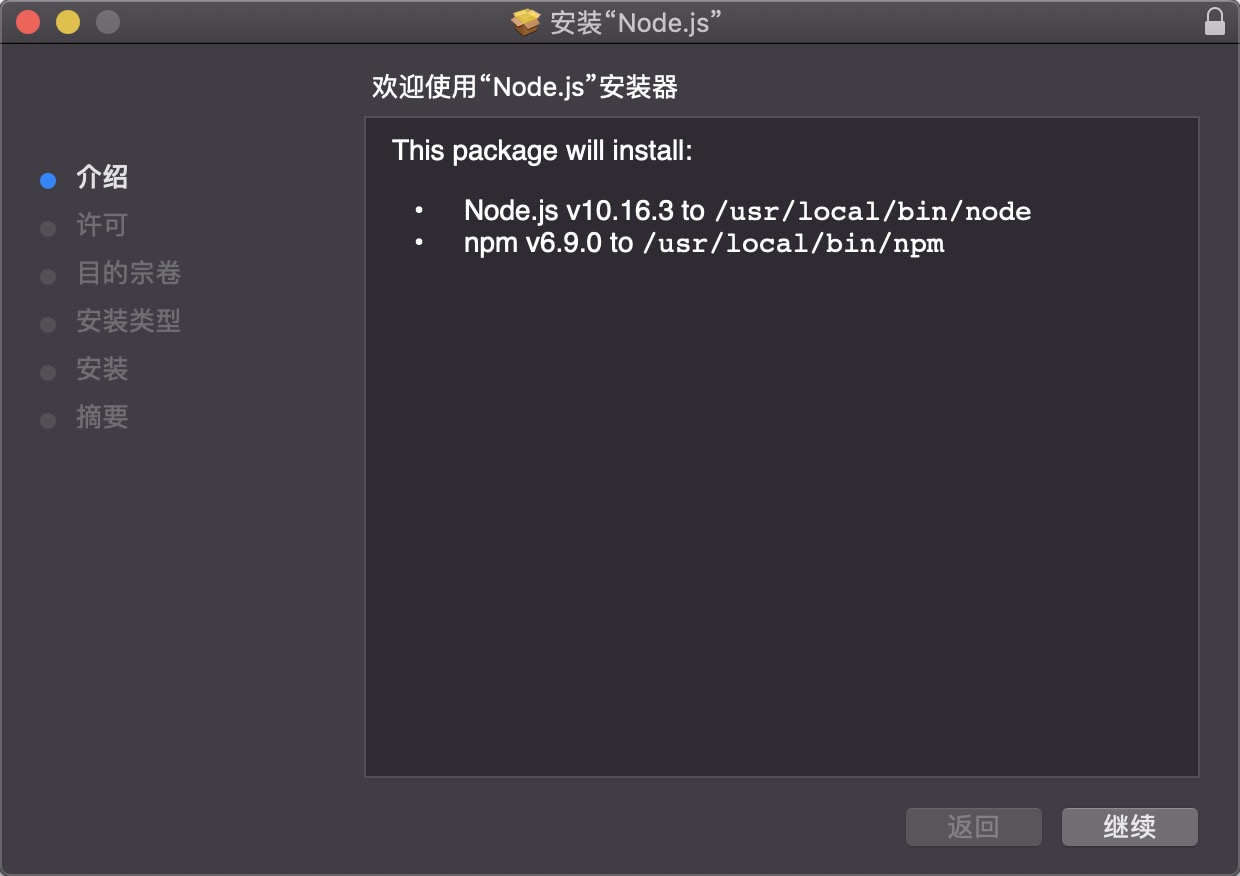 安装“Node.js”
欢迎使用“Node.js”安装器
介绍
许可
目的宗卷
安装类型
安装
摘要
This package will install:
• Node.js v10.16.3 to /usr/local/bin/node
• npm v6.9.0 to /usr/local/bin/npm
返回
继续